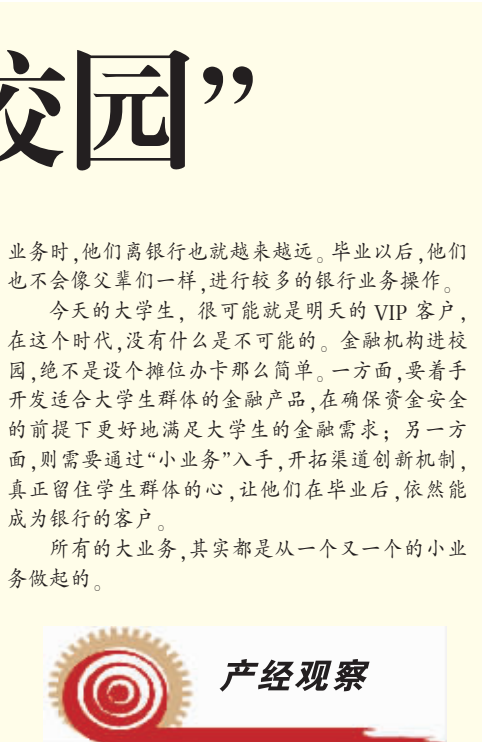 校园”
业务时,他们离银行也就越来越远。毕业以后,他们
也不会像父辈们一样,进行较多的银行业务操作。
今天的大学生，很可能就是明天的 VIP 客户,
在这个时代,没有什么是不可能的。金融机构进校
园,绝不是设个摊位办卡那么简单。一方面,要着手
开发适合大学生群体的金融产品,在确保资金安全
的前提下更好地满足大学生的金融需求；另一方
面,则需要通过“小业务”入手,开拓渠道创新机制,
真正留住学生群体的心,让他们在毕业后,依然能
成为银行的客户。
所有的大业务,其实都是从一个又一个的小业
务做起的。
产经观察